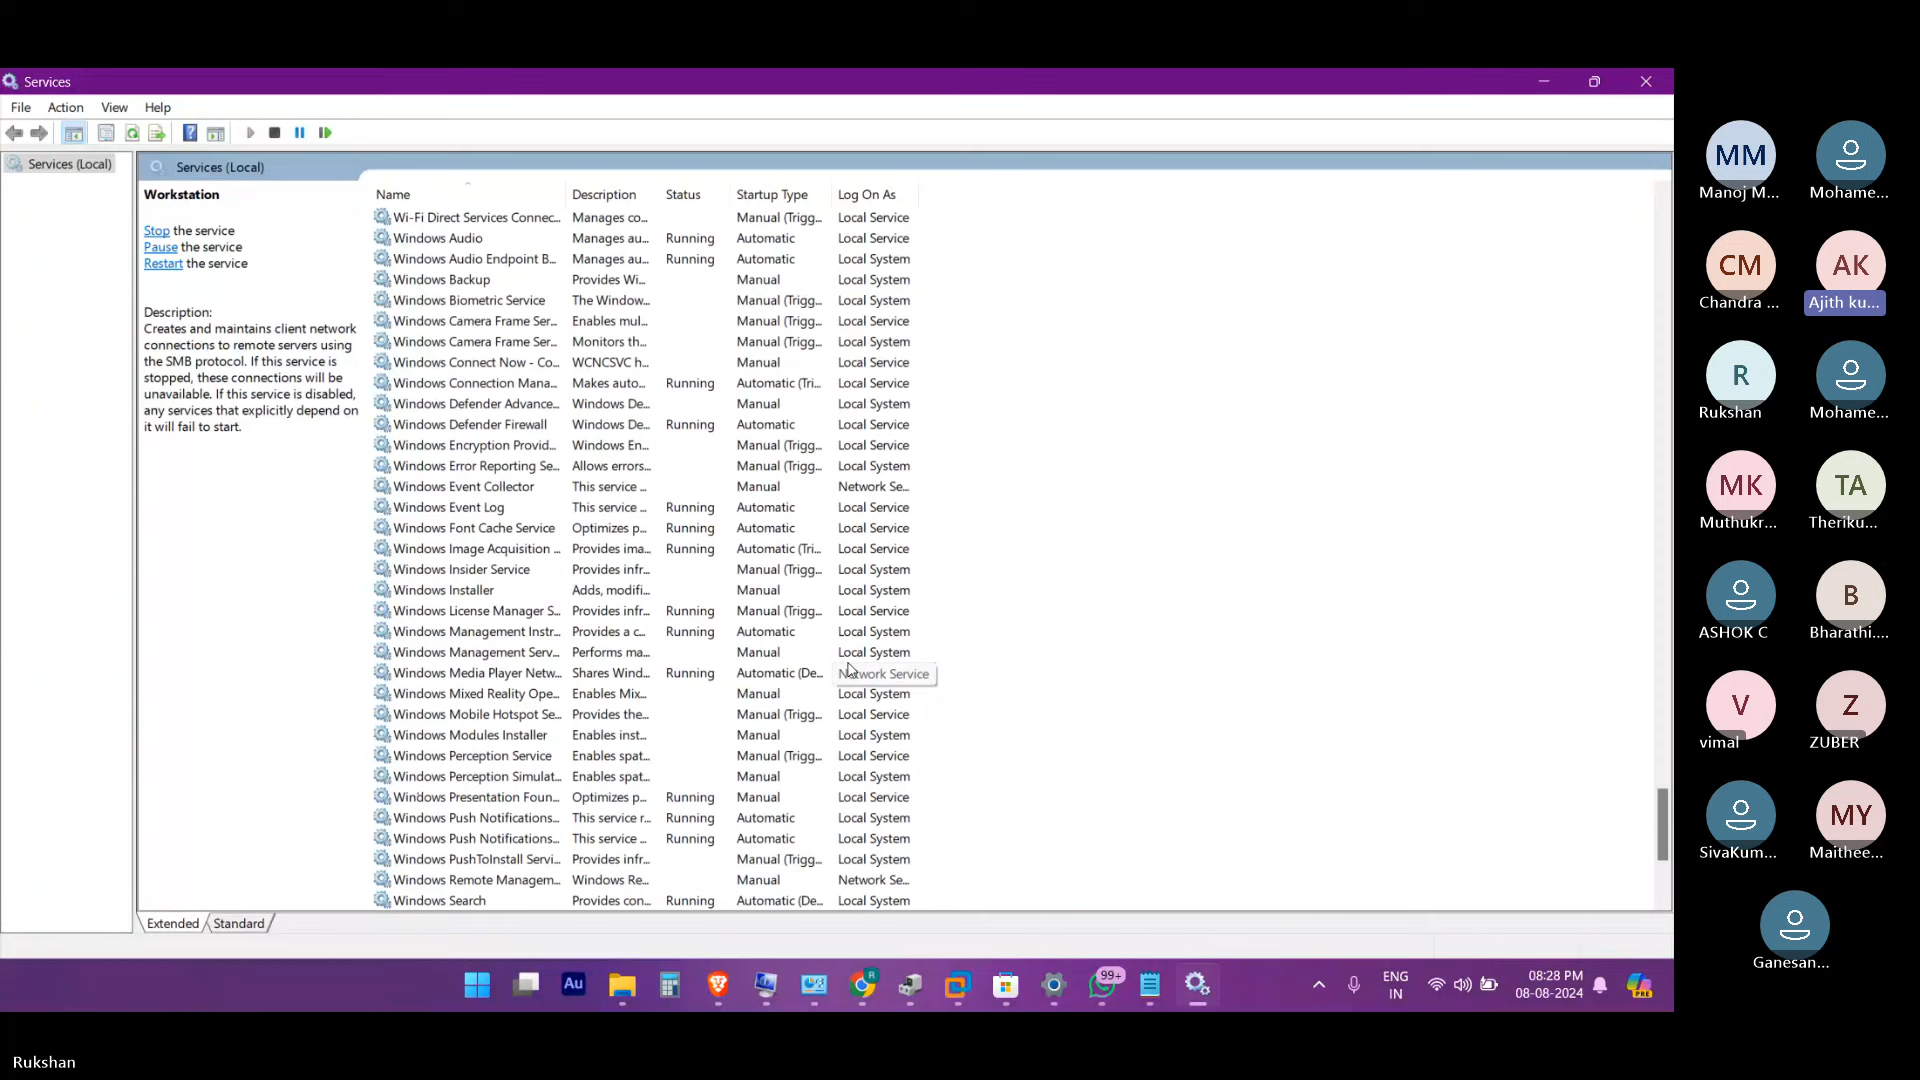 Services
File Action View Help
Services (Local)
Services (Local)
Workstation
Stop the service
Pause the service
Restart the service
Description:
Creates and maintains client network
connections to remote servers using
the SMB protocol. If this service is
stopped, these connections will be
unavailable. If this service is disabled,
any services that explicitly depend on
it will fail to start.
Name Description Status Startup Type Log On As
Wi-Fi Direct Services Connec... Manages co... Manual (Trigg... Local Service
Windows Audio Manages au... Running Automatic Local Service
Windows Audio Endpoint B... Manages au... Running Automatic Local System
Windows Backup Provides Wi... Manual Local System
Windows Biometric Service The Window... Manual (Trigg... Local System
Windows Camera Frame Ser... Enables mul... Manual (Trigg... Local Service
Windows Camera Frame Ser... Monitors th... Manual (Trigg... Local System
Windows Connect Now - Co... WCNCSVC h... Manual Local Service
Windows Connection Mana... Makes auto... Running Automatic (Tri... Local Service
Windows Defender Advance... Windows De... Manual Local System
Windows Defender Firewall Windows De... Running Automatic Local Service
Windows Encryption Provid... Windows En... Manual (Trigg... Local Service
Windows Error Reporting Se... Allows errors... Manual (Trigg... Local System
Windows Event Collector This service ... Manual Network Se...
Windows Event Log This service ... Running Automatic Local Service
Windows Font Cache Service Optimizes p... Running Automatic Local Service
Windows Image Acquisition ... Provides ima... Running Automatic (Tri... Local Service
Windows Insider Service Provides infr... Manual (Trigg... Local System
Windows Installer Adds, modifi... Manual Local System
Windows License Manager S... Provides infr... Running Manual (Trigg... Local Service
Windows Management Instr... Provides a c... Running Automatic Local System
Windows Management Serv... Performs ma... Manual Local System
Windows Media Player Netw... Shares Wind... Running Automatic (De... Network Service
Windows Mixed Reality Ope... Enables Mix... Manual Local System
Windows Mobile Hotspot Se... Provides the... Manual (Trigg... Local Service
Windows Modules Installer Enables inst... Manual Local System
Windows Perception Service Enables spat... Manual (Trigg... Local Service
Windows Perception Simulat... Enables spat... Manual Local System
Windows Presentation Foun... Optimizes p... Running Manual Local Service
Windows Push Notifications... This service r... Running Automatic Local System
Windows Push Notifications... This service ... Running Automatic Local System
Windows PushToInstall Servi... Provides infr... Manual (Trigg... Local System
Windows Remote Managem... Windows Re... Manual Network Se...
Windows Search Provides con... Running Automatic (De... Local System
Extended Standard
Au
R
99+
ENG
IN
08:28 PM
08-08-2024
PRE
MM
Manoj M... Mohame...
CM AK
Chandra ... Ajith ku...
R
Rukshan Mohame...
MK TA
Muthukr... Theriku...
B
ASHOK C Bharathi....
V Z
vimal ZUBER
MY
SivaKum... Maithee...
Ganesan...
Rukshan